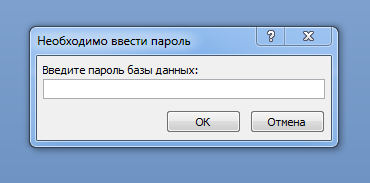 Необходимо ввести пароль
Введите пароль базы данных:
ОК
Отмена